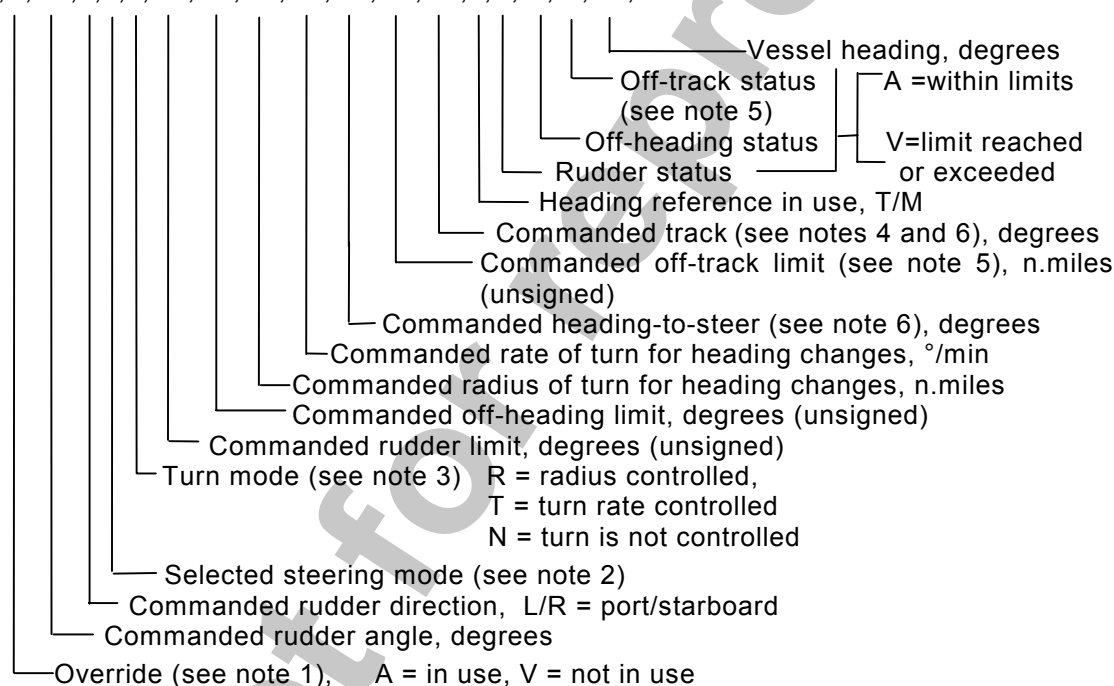 Vessel heading, degrees
Off-track status
(see note 5)
A =within limits
Off-heading status
V=limit reached
or exceeded
Rudder status
Heading reference in use, T/M
Commanded track (see notes 4 and 6), degrees
Commanded off-track limit (see note 5), n.miles
(unsigned)
Commanded heading-to-steer (see note 6), degrees
Commanded rate of turn for heading changes, °/min
Commanded radius of turn for heading changes, n.miles
Commanded off-heading limit, degrees (unsigned)
Commanded rudder limit, degrees (unsigned)
Turn mode (see note 3) R = radius controlled,
T = turn rate controlled
N = turn is not controlled
Selected steering mode (see note 2)
Commanded rudder direction, L/R = port/starboard
Commanded rudder angle, degrees
Override (see note 1), A = in use, V = not in use
t for repr